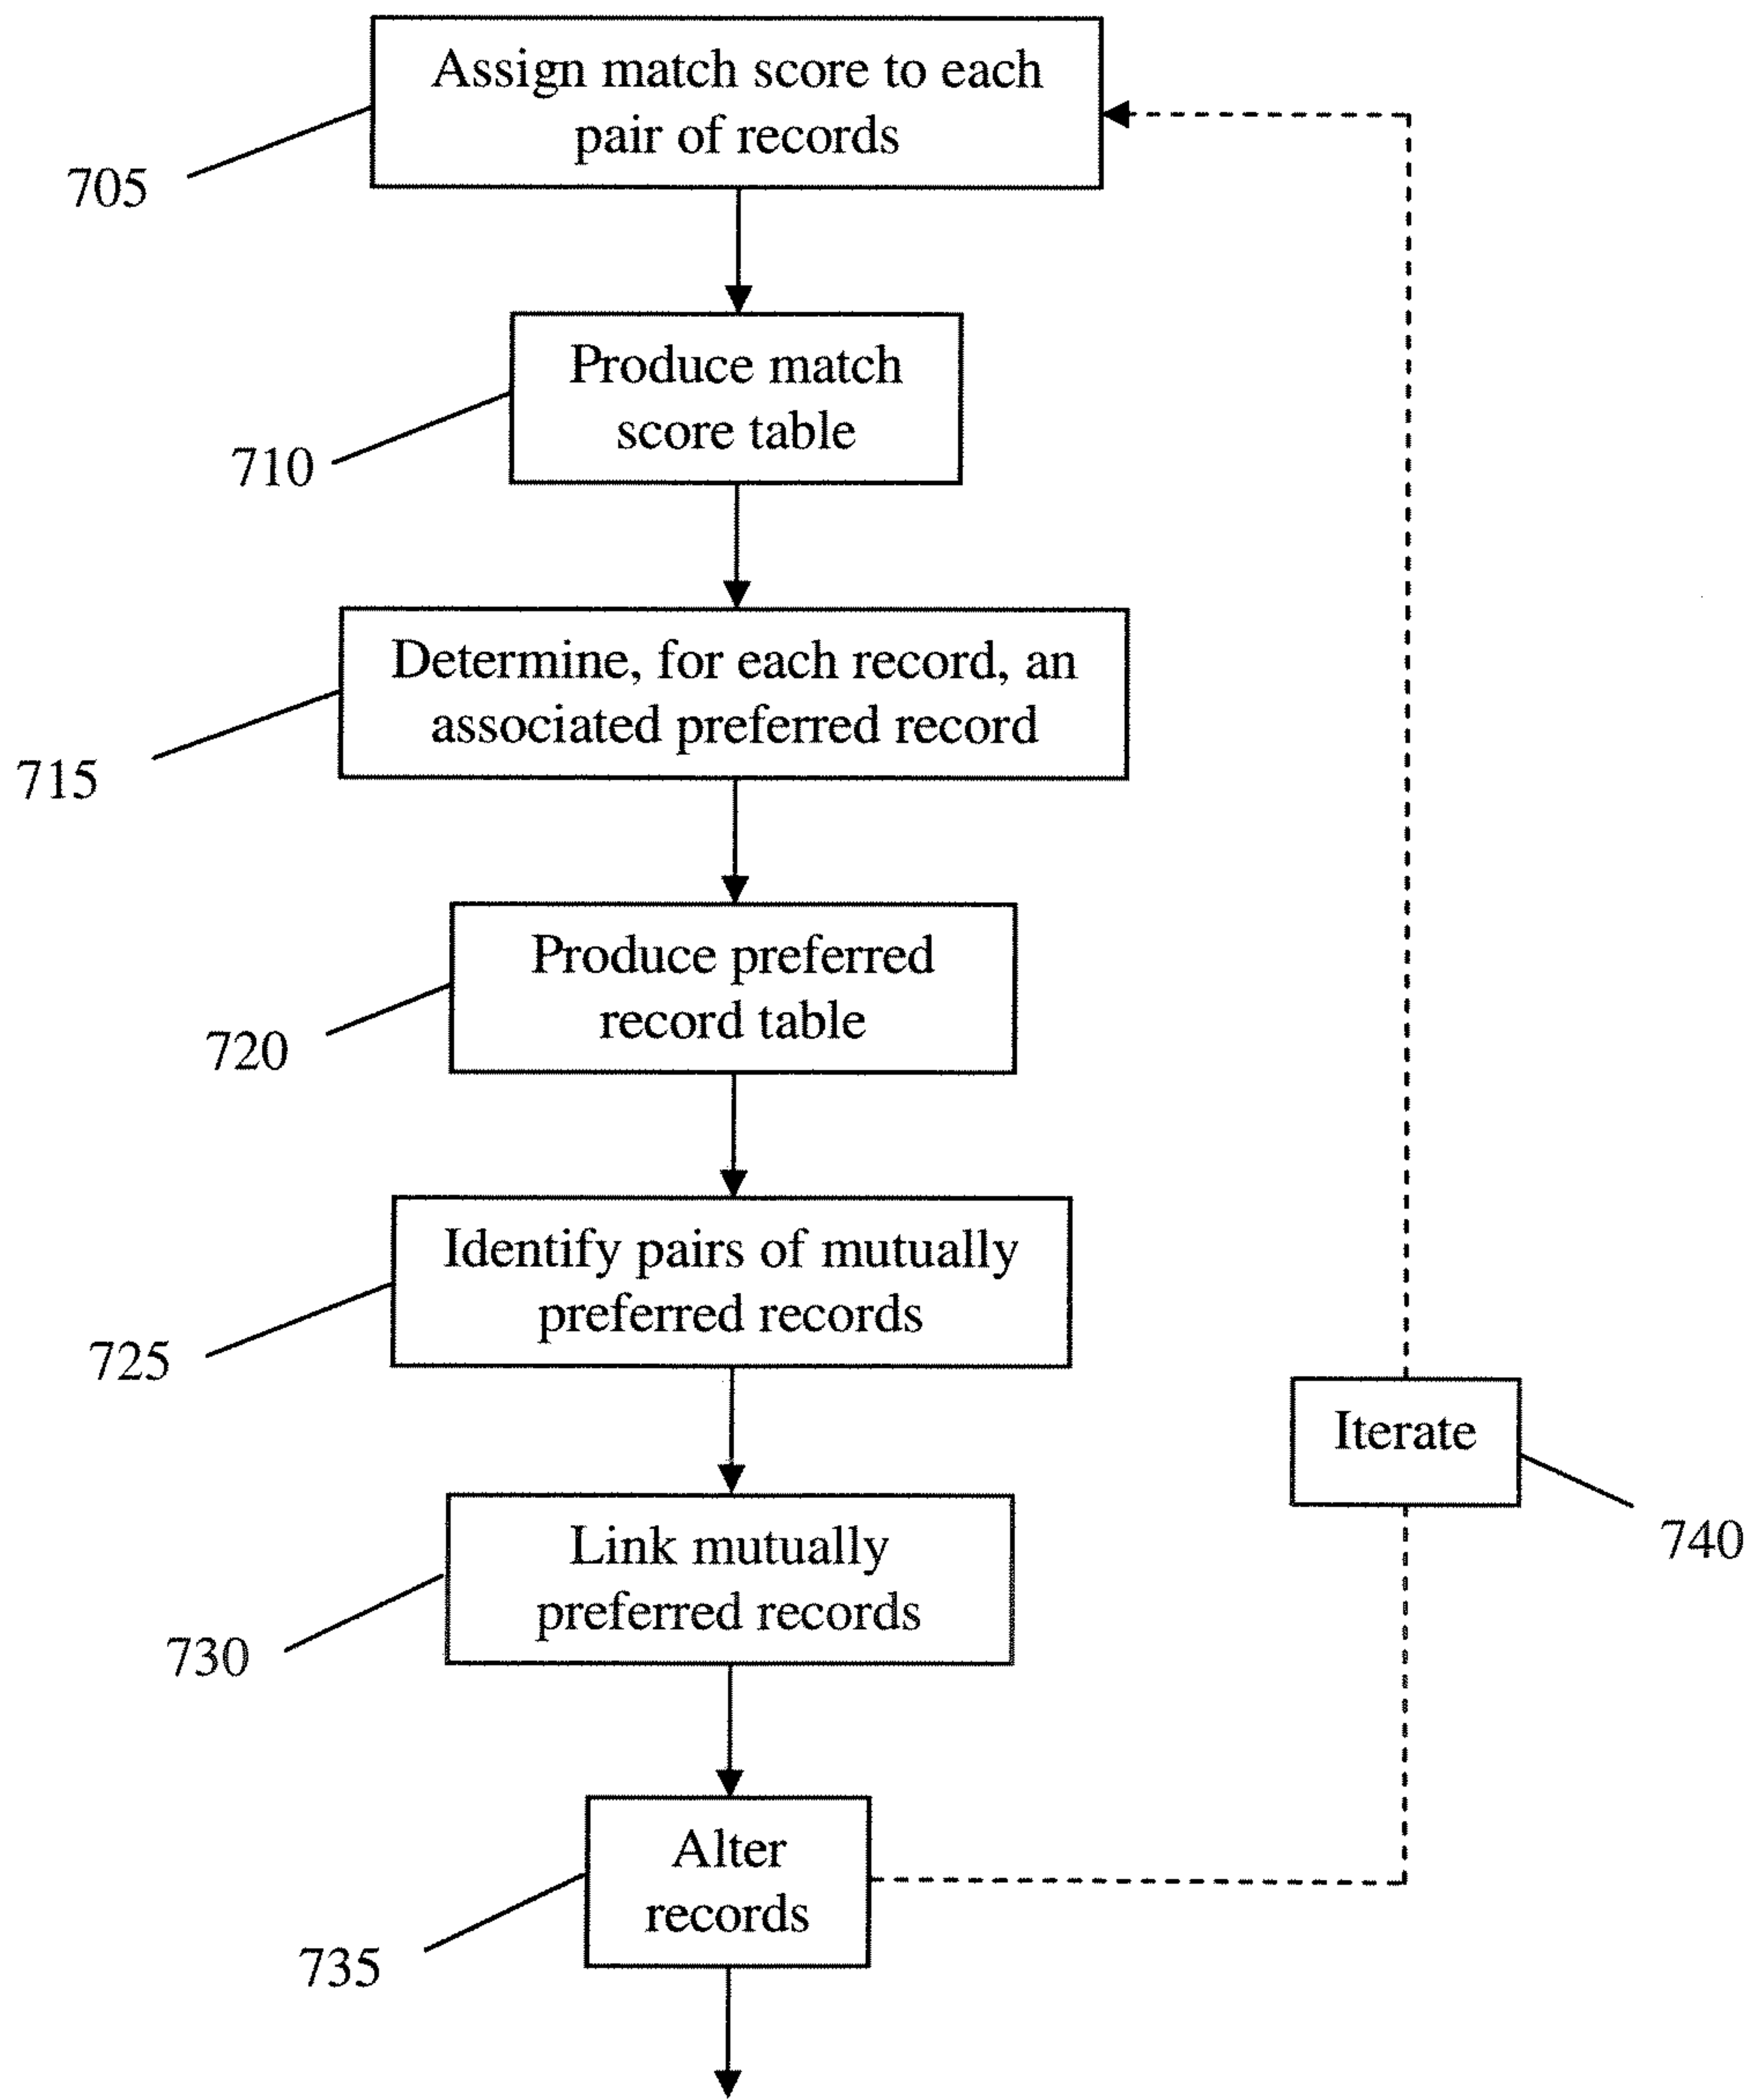 Assign match score to each
pair of records
705
Produce match
score table
710
Determine, for each record, an
associated preferred record
715
Produce preferred
record table
720
Identify pairs of mutually
preferred records
725
Iterate
740
Link mutually
preferred records
730
Alter
records
735